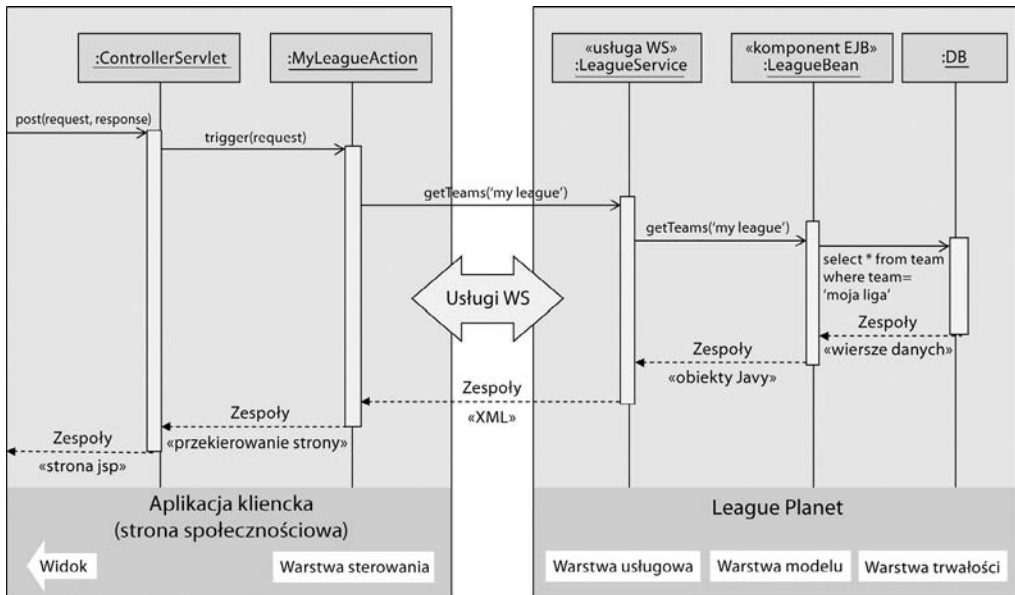 :ControllerServlet
:MyLeagueAction
«usługa WS»
:LeagueService
«komponent EJB»
:LeagueBean
:DB
post(request, response)
trigger(request)
getTeams(‘my league’)
getTeams(‘my league’)
select * from team
where team=
‘moja liga’
Usługi WS
Zespoły
«wiersze danych»
Zespoły
«obiekty Javy»
Zespoły
«XML»
Zespoły
«przekierowanie strony»
Zespoły
«strona jsp»
Aplikacja kliencka
(strona społecznościowa)
League Planet
Widok
Warstwa sterowania
Warstwa usługowa
Warstwa modelu
Warstwa trwałości